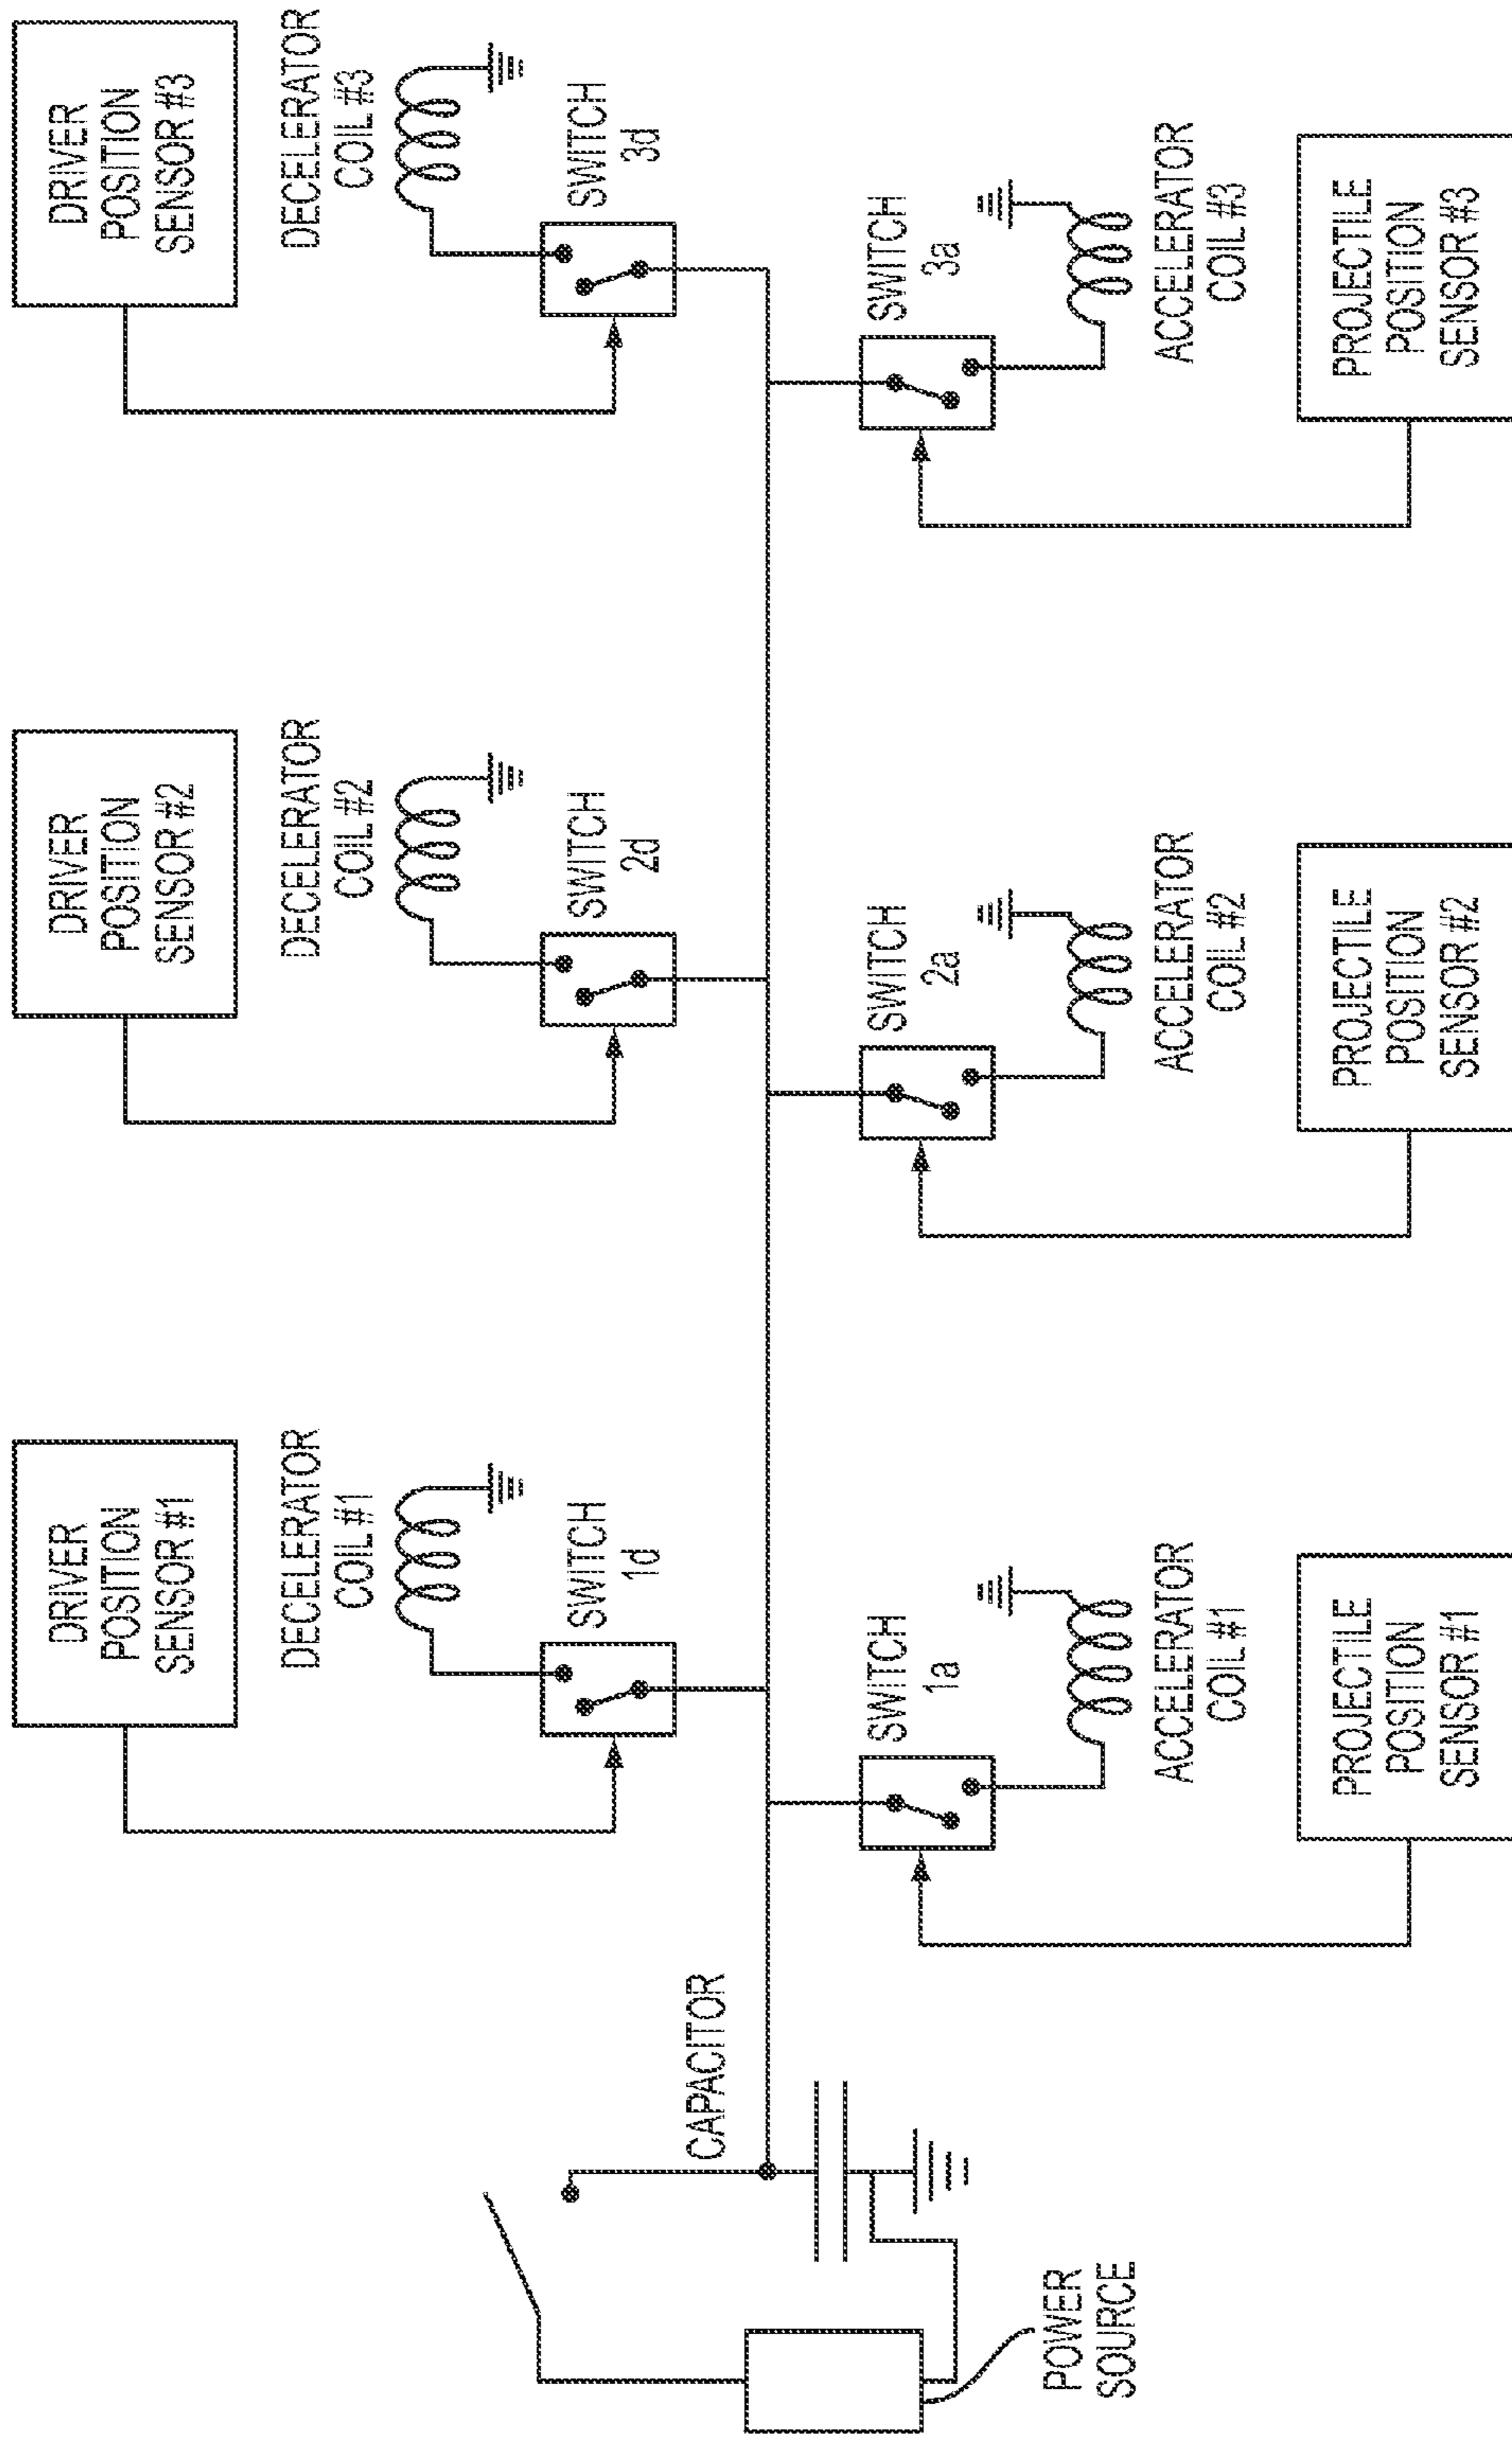 DRIVER
POSITION
SENSOR #1
DECELERATOR
COIL #1
SWITCH
1d
DRIVER
POSITION
SENSOR #2
DECELERATOR
COIL #2
SWITCH
2d
DRIVER
POSITION
SENSOR #3
DECELERATOR
COIL #3
SWITCH
3d
CAPACITOR
POWER
SOURCE
SWITCH
1a
ACCELERATOR
COIL #1
PROJECTILE
POSITION
SENSOR #1
SWITCH
2a
ACCELERATOR
COIL #2
PROJECTILE
POSITION
SENSOR #2
SWITCH
3a
ACCELERATOR
COIL #3
PROJECTILE
POSITION
SENSOR #3